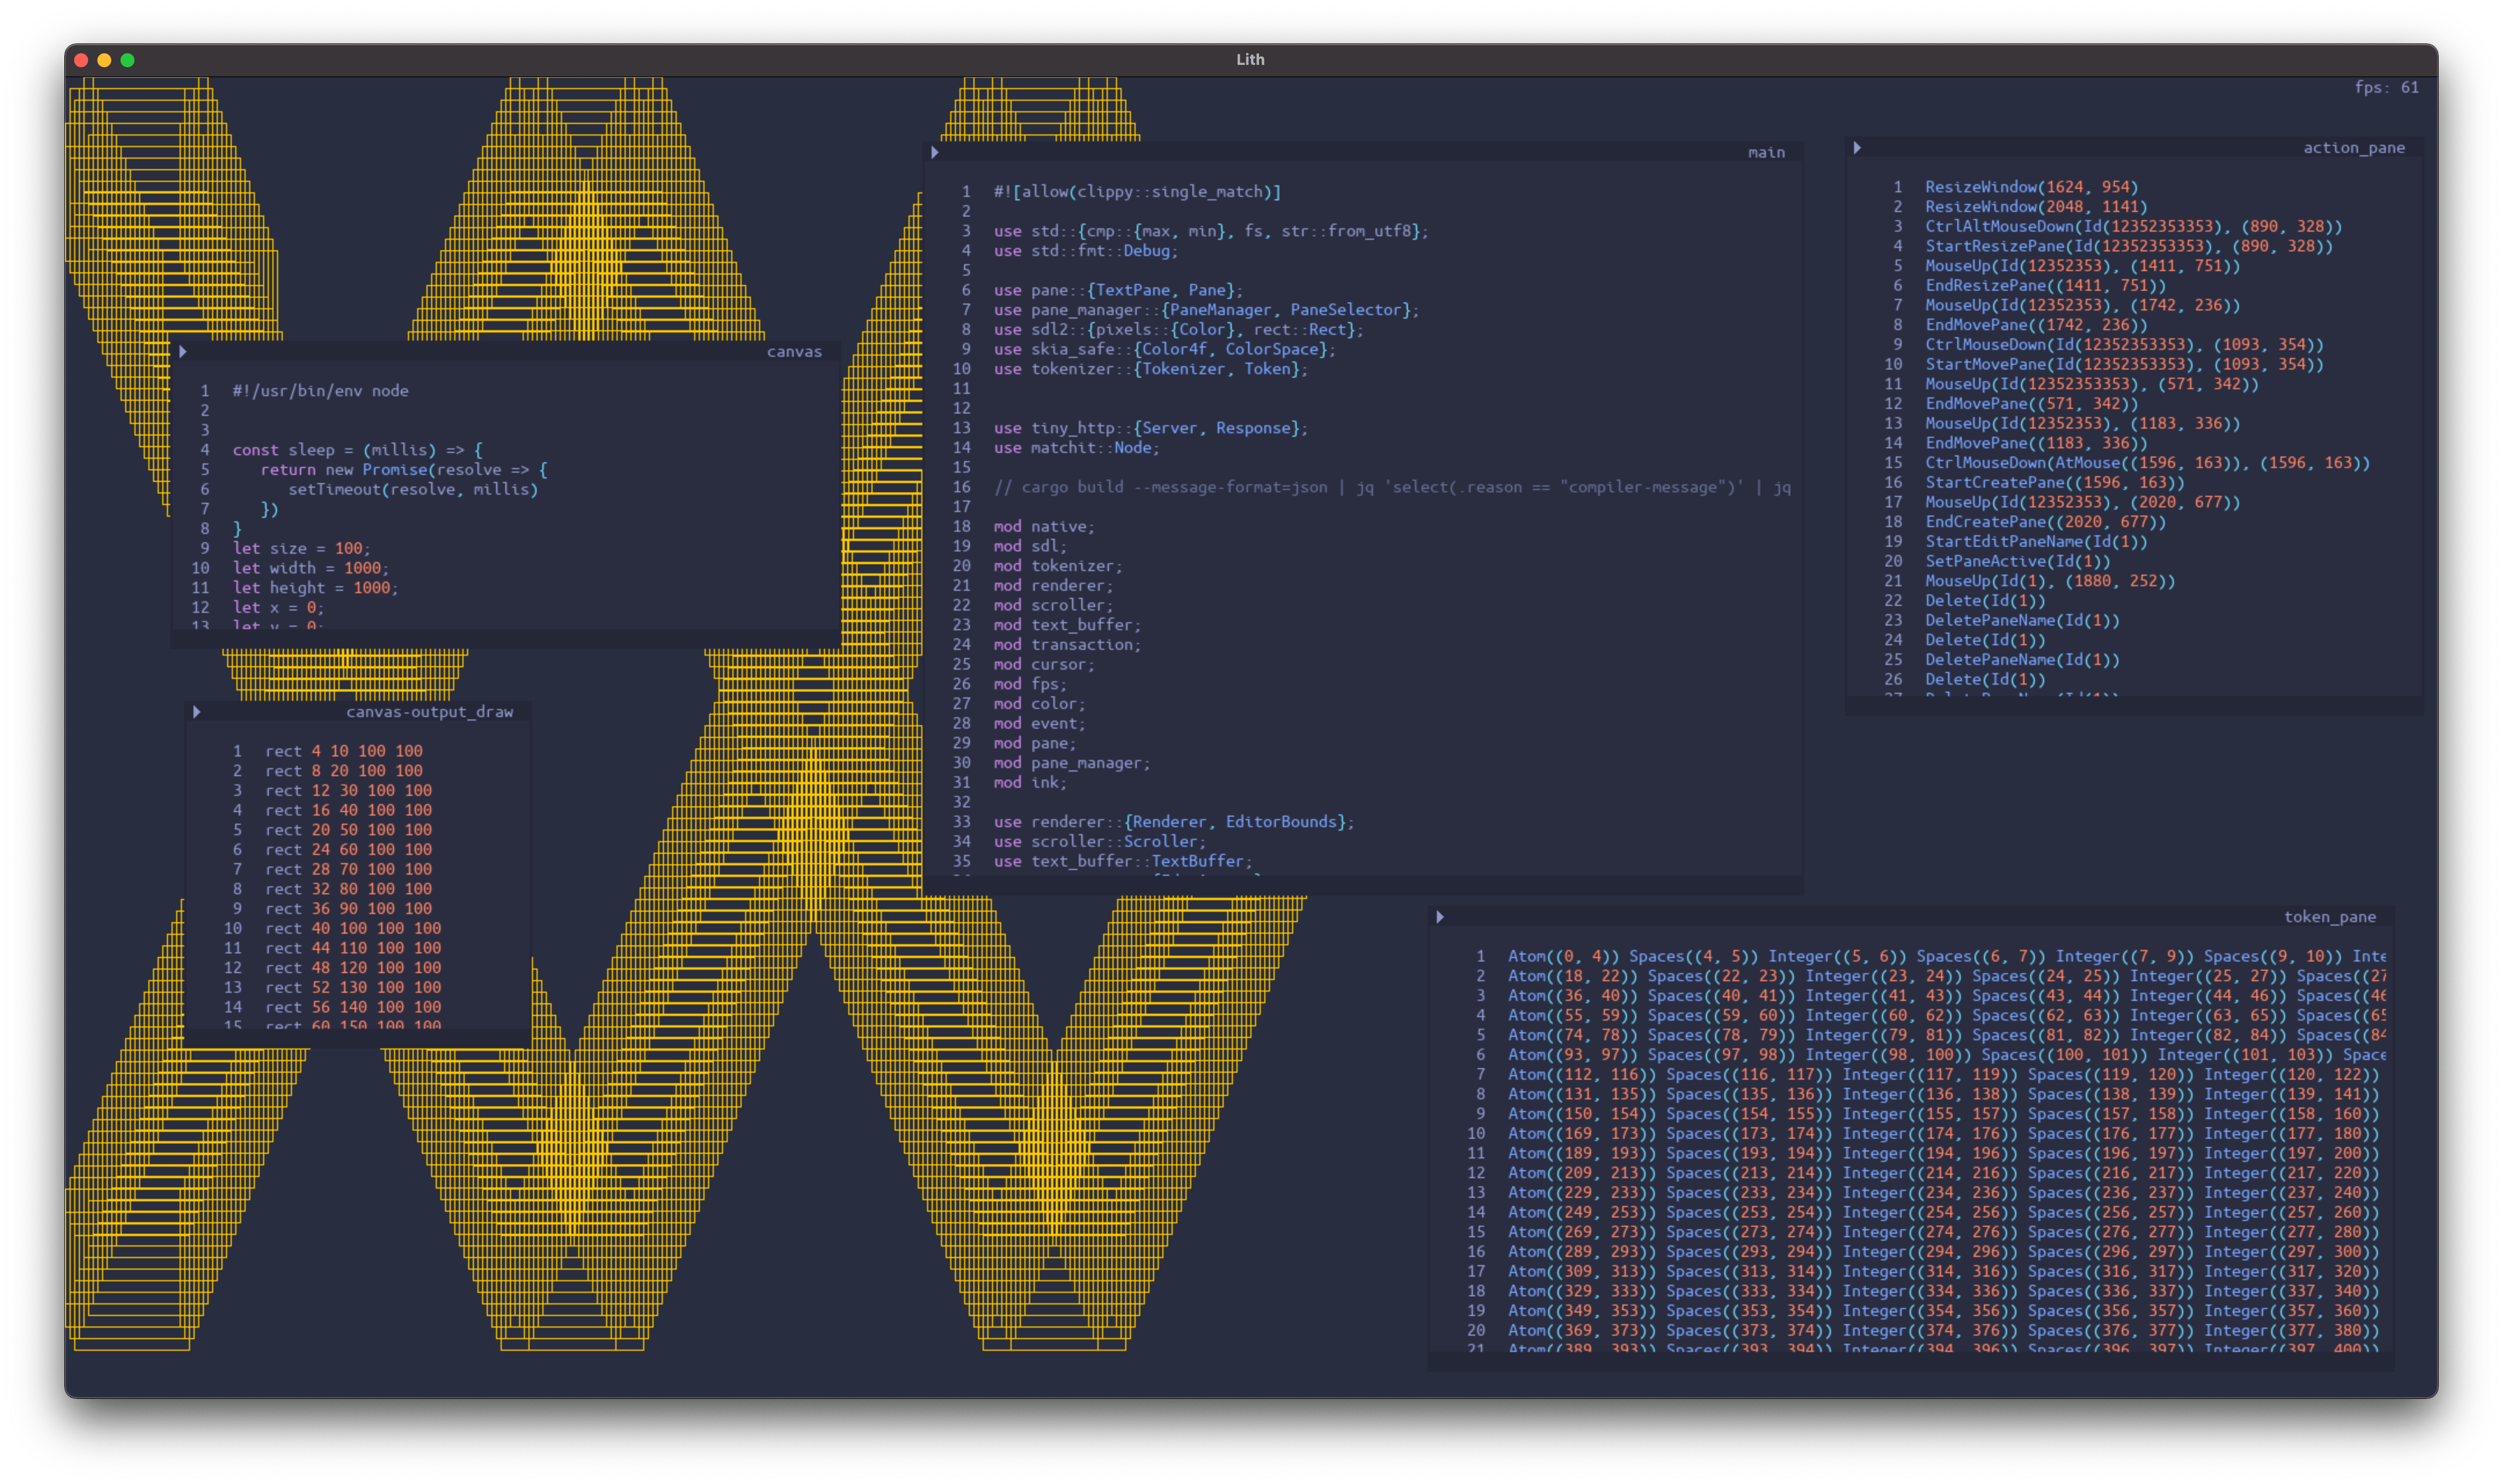 Lith
fps: 61
canvas
1 #!/usr/bin/env node
2
3
4 const sleep = (millis) => {
5    return new Promise(resolve => {
6       setTimeout(resolve, millis)
7    })
8 }
9 let size = 100;
10 let width = 1000;
11 let height = 1000;
12 let x = 0;
13 let y = 0;
canvas-output_draw
1 rect 4 10 100 100
2 rect 8 20 100 100
3 rect 12 30 100 100
4 rect 16 40 100 100
5 rect 20 50 100 100
6 rect 24 60 100 100
7 rect 28 70 100 100
8 rect 32 80 100 100
9 rect 36 90 100 100
10 rect 40 100 100 100
11 rect 44 110 100 100
12 rect 48 120 100 100
13 rect 52 130 100 100
14 rect 56 140 100 100
15 rect 60 150 100 100
main
1 #![allow(clippy::single_match)]
2
3 use std::{cmp::{max, min}, fs, str::from_utf8};
4 use std::fmt::Debug;
5
6 use pane::{TextPane, Pane};
7 use pane_manager::{PaneManager, PaneSelector};
8 use sdl2::{pixels::{Color}, rect::Rect};
9 use skia_safe::{Color4f, ColorSpace};
10 use tokenizer::{Tokenizer, Token};
11
12
13 use tiny_http::{Server, Response};
14 use matchit::Node;
15
16 // cargo build --message-format=json | jq 'select(.reason == "compiler-message")' | jq
17
18 mod native;
19 mod sdl;
20 mod tokenizer;
21 mod renderer;
22 mod scroller;
23 mod text_buffer;
24 mod transaction;
25 mod cursor;
26 mod fps;
27 mod color;
28 mod event;
29 mod pane;
30 mod pane_manager;
31 mod ink;
32
33 use renderer::{Renderer, EditorBounds};
34 use scroller::Scroller;
35 use text_buffer::TextBuffer;
action_pane
1 ResizeWindow(1624, 954)
2 ResizeWindow(2048, 1141)
3 CtrlAltMouseDown(Id(12352353353), (890, 328))
4 StartResizePane(Id(12352353353), (890, 328))
5 MouseUp(Id(12352353), (1411, 751))
6 EndResizePane((1411, 751))
7 MouseUp(Id(12352353), (1742, 236))
8 EndMovePane((1742, 236))
9 CtrlMouseDown(Id(12352353353), (1093, 354))
10 StartMovePane(Id(12352353353), (1093, 354))
11 MouseUp(Id(12352353353), (571, 342))
12 EndMovePane((571, 342))
13 MouseUp(Id(12352353), (1183, 336))
14 EndMovePane((1183, 336))
15 CtrlMouseDown(AtMouse((1596, 163)), (1596, 163))
16 StartCreatePane((1596, 163))
17 MouseUp(Id(12352353), (2020, 677))
18 EndCreatePane((2020, 677))
19 StartEditPaneName(Id(1))
20 SetPaneActive(Id(1))
21 MouseUp(Id(1), (1880, 252))
22 Delete(Id(1))
23 DeletePaneName(Id(1))
24 Delete(Id(1))
25 DeletePaneName(Id(1))
26 Delete(Id(1))
27 DeletePaneName(Id(1))
token_pane
1 Atom((0, 4)) Spaces((4, 5)) Integer((5, 6)) Spaces((6, 7)) Integer((7, 9)) Spaces((9, 10)) Inte
2 Atom((18, 22)) Spaces((22, 23)) Integer((23, 24)) Spaces((24, 25)) Integer((25, 27)) Spaces((27
3 Atom((36, 40)) Spaces((40, 41)) Integer((41, 43)) Spaces((43, 44)) Integer((44, 46)) Spaces((46
4 Atom((55, 59)) Spaces((59, 60)) Integer((60, 62)) Spaces((62, 63)) Integer((63, 65)) Spaces((65
5 Atom((74, 78)) Spaces((78, 79)) Integer((79, 81)) Spaces((81, 82)) Integer((82, 84)) Spaces((84
6 Atom((93, 97)) Spaces((97, 98)) Integer((98, 100)) Spaces((100, 101)) Integer((101, 103)) Space
7 Atom((112, 116)) Spaces((116, 117)) Integer((117, 119)) Spaces((119, 120)) Integer((120, 122))
8 Atom((131, 135)) Spaces((135, 136)) Integer((136, 138)) Spaces((138, 139)) Integer((139, 141))
9 Atom((150, 154)) Spaces((154, 155)) Integer((155, 157)) Spaces((157, 158)) Integer((158, 160))
10 Atom((169, 173)) Spaces((173, 174)) Integer((174, 176)) Spaces((176, 177)) Integer((177, 180))
11 Atom((189, 193)) Spaces((193, 194)) Integer((194, 196)) Spaces((196, 197)) Integer((197, 200))
12 Atom((209, 213)) Spaces((213, 214)) Integer((214, 216)) Spaces((216, 217)) Integer((217, 220))
13 Atom((229, 233)) Spaces((233, 234)) Integer((234, 236)) Spaces((236, 237)) Integer((237, 240))
14 Atom((249, 253)) Spaces((253, 254)) Integer((254, 256)) Spaces((256, 257)) Integer((257, 260))
15 Atom((269, 273)) Spaces((273, 274)) Integer((274, 276)) Spaces((276, 277)) Integer((277, 280))
16 Atom((289, 293)) Spaces((293, 294)) Integer((294, 296)) Spaces((296, 297)) Integer((297, 300))
17 Atom((309, 313)) Spaces((313, 314)) Integer((314, 316)) Spaces((316, 317)) Integer((317, 320))
18 Atom((329, 333)) Spaces((333, 334)) Integer((334, 336)) Spaces((336, 337)) Integer((337, 340))
19 Atom((349, 353)) Spaces((353, 354)) Integer((354, 356)) Spaces((356, 357)) Integer((357, 360))
20 Atom((369, 373)) Spaces((373, 374)) Integer((374, 376)) Spaces((376, 377)) Integer((377, 380))
21 Atom((389, 393)) Spaces((393, 394)) Integer((394, 396)) Spaces((396, 397)) Integer((397, 400))